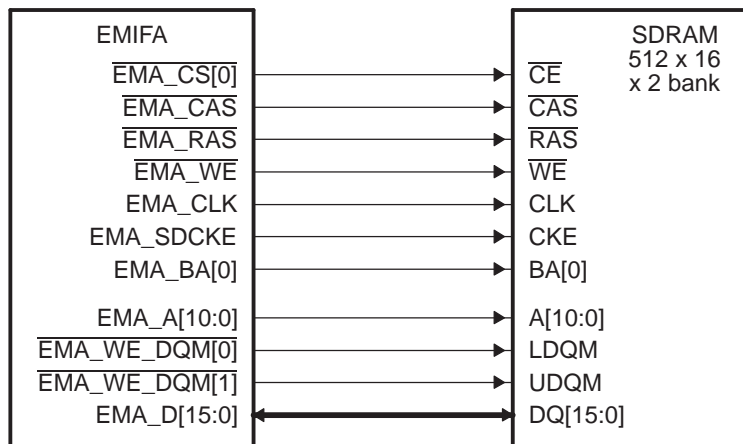 EMIFA
EMA_CS[0]
EMA_CAS
EMA_RAS
EMA_WE
EMA_CLK
EMA_SDCKE
EMA_BA[0]
EMA_A[10:0]
EMA_WE_DQM[0]
EMA_WE_DQM[1]
EMA_D[15:0]
SDRAM
512 x 16
x 2 bank
CE
CAS
RAS
WE
CLK
CKE
BA[0]
A[10:0]
LDQM
UDQM
DQ[15:0]